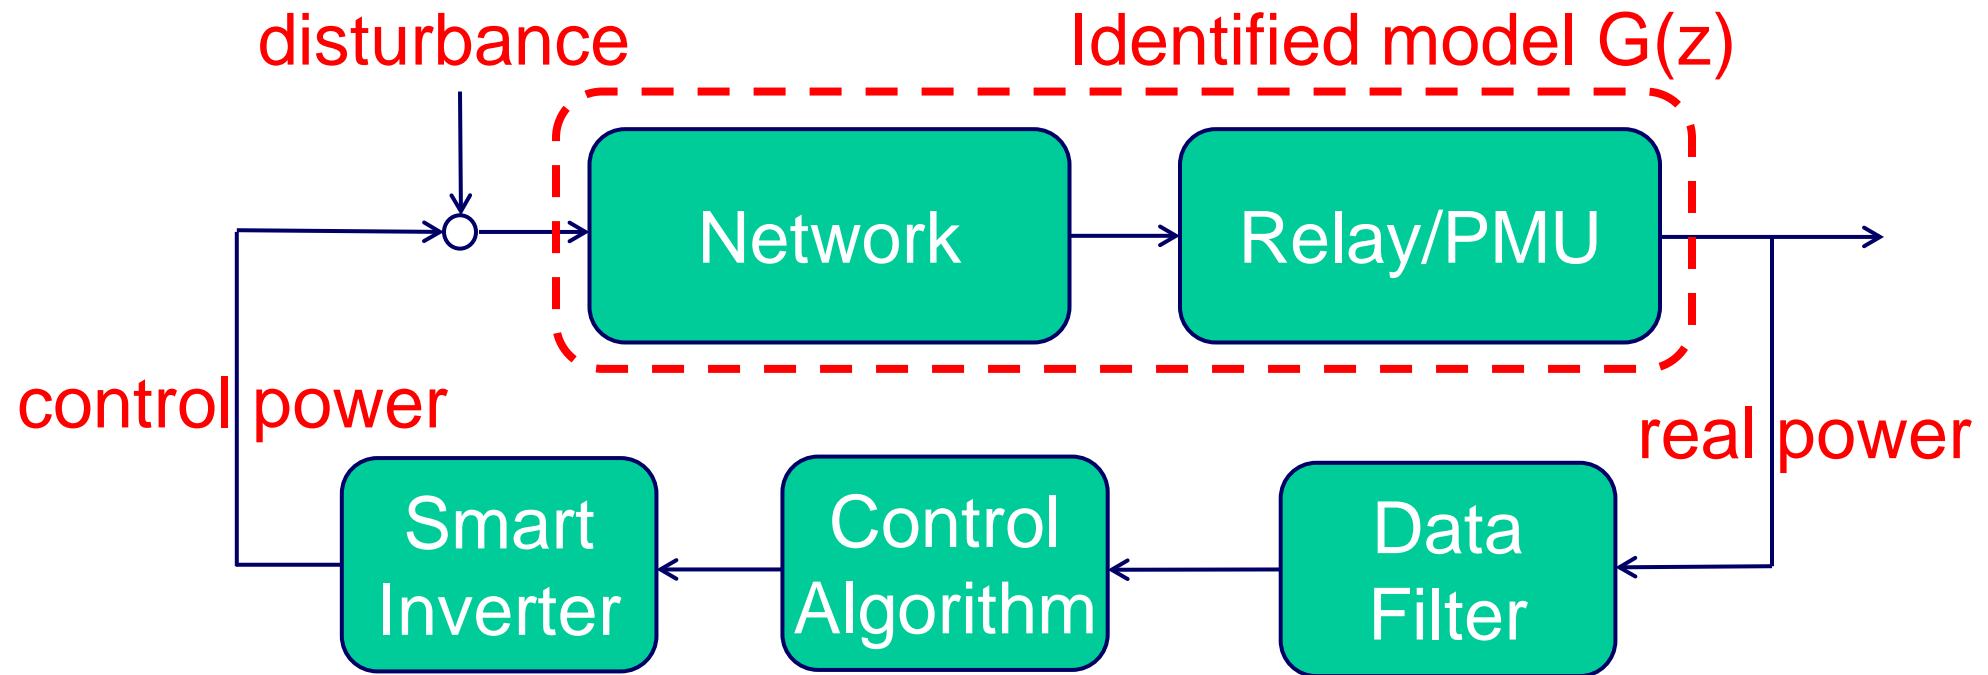 disturbance
Identified model G(z)
Network
Relay/PMU
control power
real power
Smart
Inverter
Control
Algorithm
Data
Filter